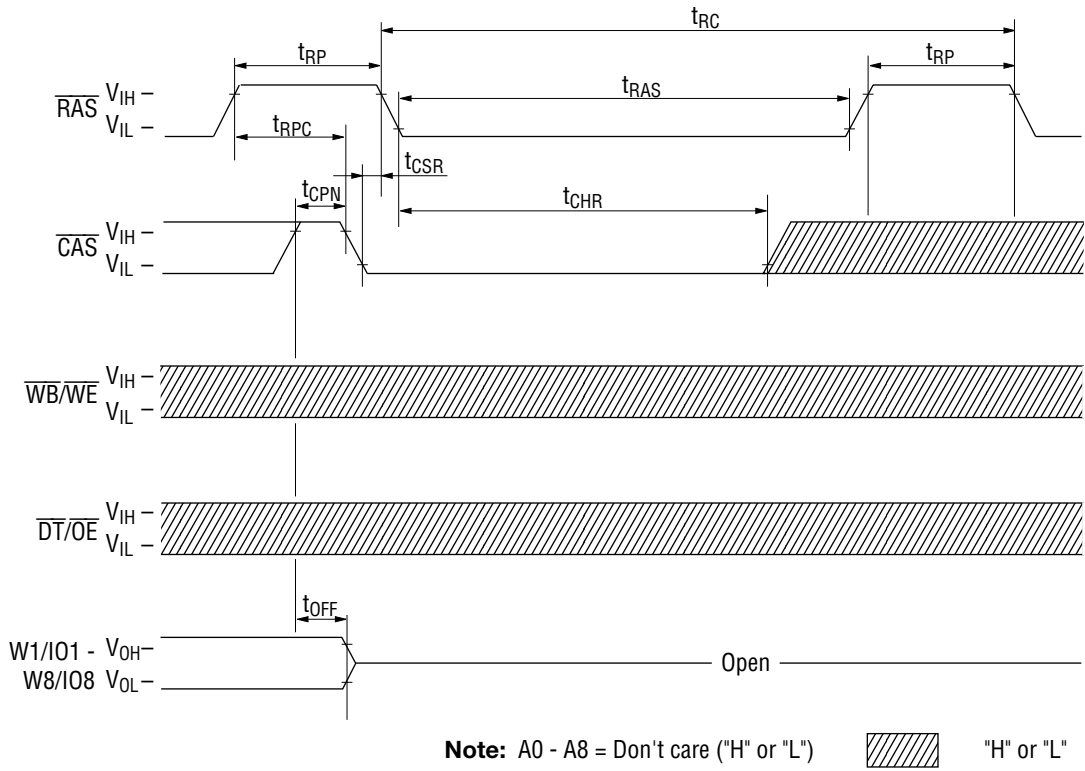 tRC
tRP
tRP
RAS VIH –
VIL –
tRAS
tRPC
tCSR
tCPN
tCHR
CAS VIH –
VIL –
WB/WE VIH –
VIL –
DT/OE VIH –
VIL –
tOFF
W1/IO1 - VOH–
W8/IO8 VOL –
Open
Note: A0 - A8 = Don't care ("H" or "L")
"H" or "L"